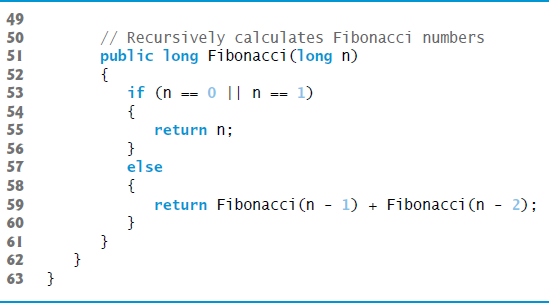 49
50 // Recursively calculates Fibonacci numbers
51 public long Fibonacci(long n)
52 {
53 if (n == 0 || n == 1)
54 {
55 return n;
56 }
57 else
58 {
59 return Fibonacci(n - 1) + Fibonacci(n - 2);
60 }
61 }
62 }
63 }